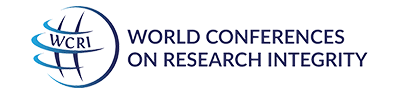 WCRI
WORLD CONFERENCES
ON RESEARCH INTEGRITY